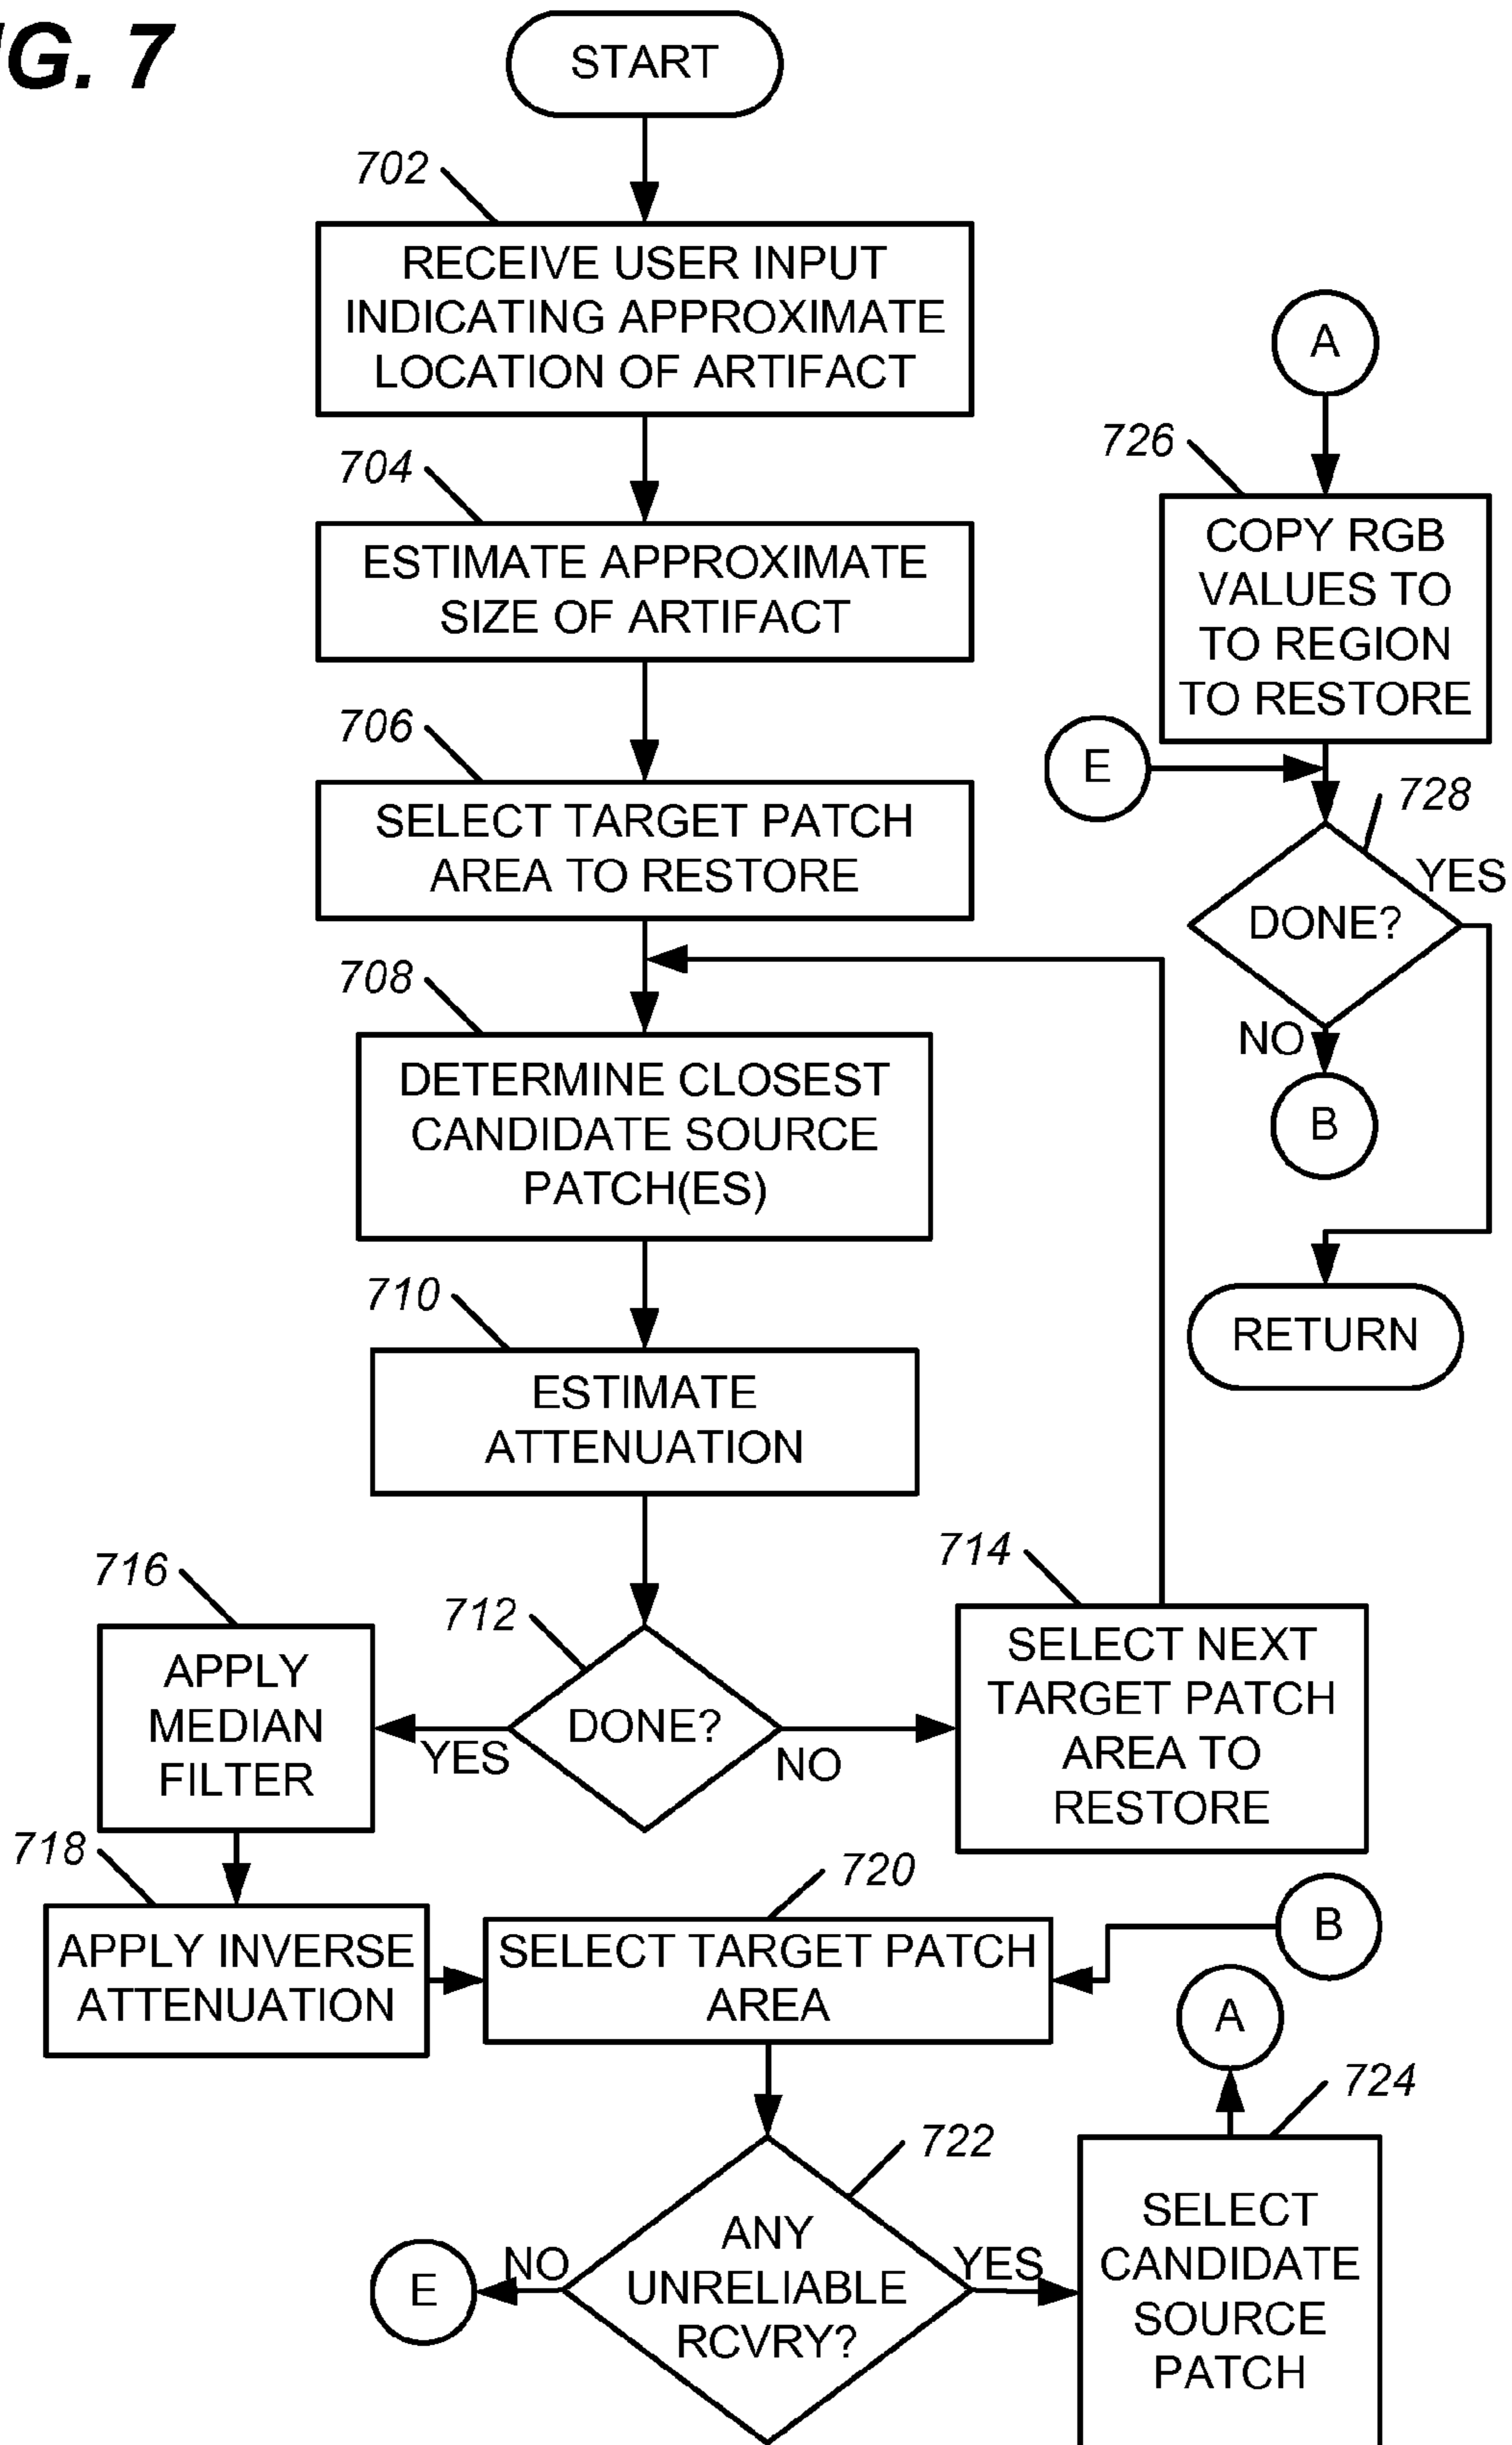 G. 7
START
702
RECEIVE USER INPUT
INDICATING APPROXIMATE
LOCATION OF ARTIFACT
704
ESTIMATE APPROXIMATE
SIZE OF ARTIFACT
706
SELECT TARGET PATCH
AREA TO RESTORE
708
DETERMINE CLOSEST
CANDIDATE SOURCE
PATCH(ES)
710
ESTIMATE
ATTENUATION
712
DONE?
YES
NO
714
SELECT NEXT
TARGET PATCH
AREA TO
RESTORE
716
APPLY
MEDIAN
FILTER
718
APPLY INVERSE
ATTENUATION
720
SELECT TARGET PATCH
AREA
B
722
ANY
UNRELIABLE
RCVRY?
NO
E
YES
724
SELECT
CANDIDATE
SOURCE
PATCH
A
A
726
COPY RGB
VALUES TO
TO REGION
TO RESTORE
E
728
DONE?
YES
NO
B
RETURN